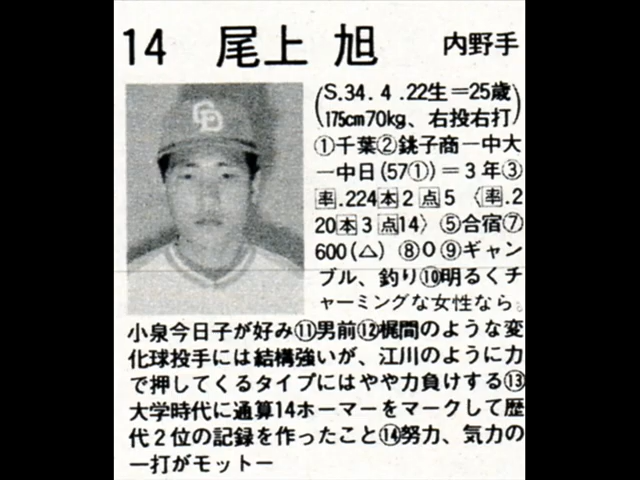 14 尾上 旭 内野手
(S.34.4.22生=25歳
175cm70kg、右投右打)
①千葉②銚子商―中大
―中日(57①)=3年③
率.224本2点5〈率.2
20本3点14〉⑤合宿⑦
600(△)⑧O⑨ギャン
ブル、釣り⑩明るくチ
ャーミングな女性なら。
小泉今日子が好み⑪男前⑫梶間のような変
化球投手には結構強いが、江川のように力
で押してくるタイプにはやや力負けする⑬
大学時代に通算14ホーマーをマークして歴
代2位の記録を作ったこと⑭努力、気力の
一打がモットー
CD